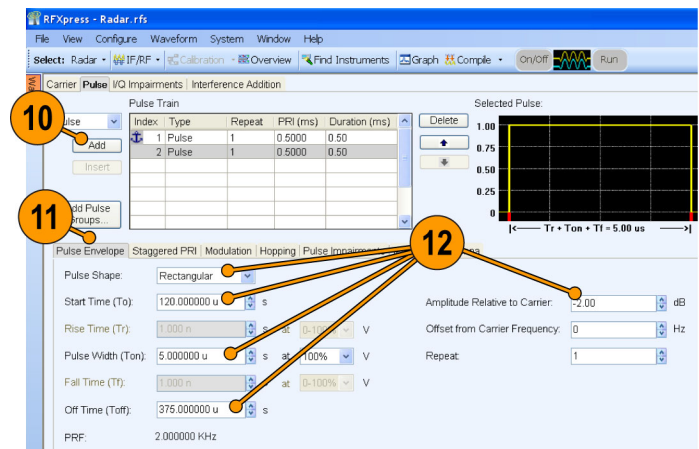 RFXpress - Radar.rfs
File View Configure Waveform System Window Help
Select: Radar IF/RF Calibration Overview Find Instruments Graph Compile On/Off Run
Carrier Pulse I/Q Impairments Interference Addition
10
Pulse Train
Selected Pulse:
Index Type Repeat PRI (ms) Duration (ms)
Delete
1 Pulse 1 0.5000 0.50
2 Pulse 1 0.5000 0.50
Add
Insert
1.00
0.75
0.50
0.25
0
|<—— Tr + Ton + Tf = 5.00 us ——>|
11
12
Pulse Envelope Staggered PRI Modulation Hopping Pulse
Pulse Shape: Rectangular
Start Time (To): 120.000000 u s
Amplitude Relative to Carrier: -2.00 dB
Rise Time (Tr): 1.000 n s at 0-100% V
Offset from Carrier Frequency: 0 Hz
Pulse Width (Ton): 5.000000 u s at 100% V
Repeat: 1
Fall Time (Tf): 1.000 n at 0-100% V
Off Time (Toff): 375.000000 u s
PRF: 2.000000 KHz